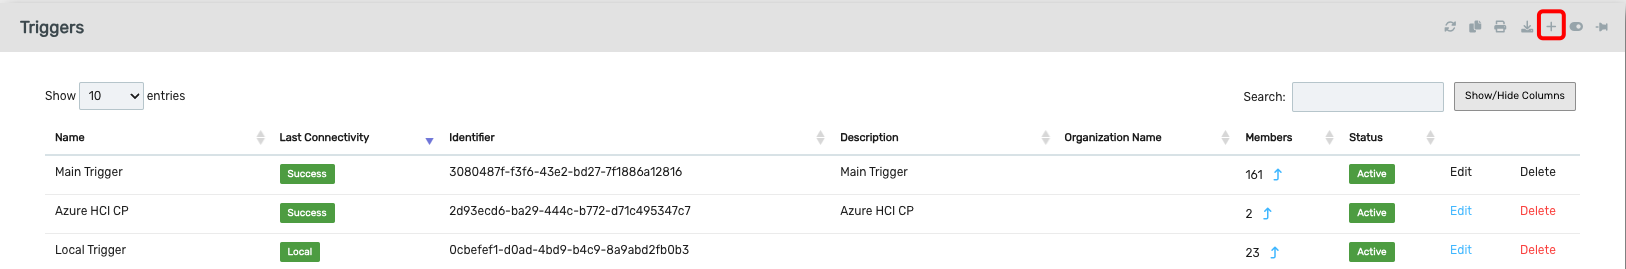 Triggers
Show 10 entries Search: Show/Hide Columns
Name Last Connectivity Identifier Description Organization Name Members Status
Main Trigger Success 3080487f-f3f6-43e2-bd27-7f1886a12816 Main Trigger 161 Active Edit Delete
Azure HCI CP Success 2d93ecd6-ba29-444c-b772-d71c495347c7 Azure HCI CP 2 Active Edit Delete
Local Trigger Local 0cbefef1-d0ad-4bd9-b4c9-8a9abd2fb0b3 23 Active Edit Delete